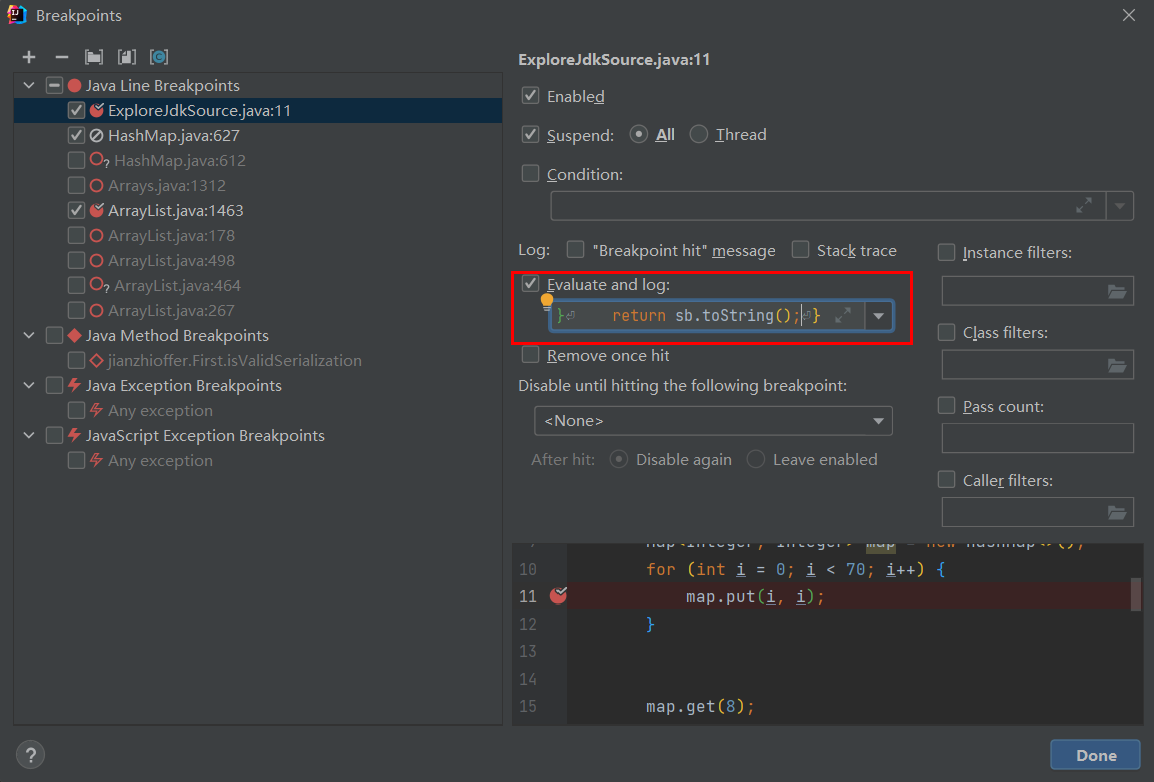 Breakpoints
Java Line Breakpoints
ExploreJdkSource.java:11
HashMap.java:627
HashMap.java:612
Arrays.java:1312
ArrayList.java:1463
ArrayList.java:178
ArrayList.java:498
ArrayList.java:464
ArrayList.java:267
Java Method Breakpoints
jianzhioffer.First.isValidSerialization
Java Exception Breakpoints
Any exception
JavaScript Exception Breakpoints
Any exception
?
ExploreJdkSource.java:11
Enabled
Suspend: All Thread
Condition:
Log: "Breakpoint hit" message Stack trace
Evaluate and log:
}⏎ return sb.toString();⏎}
Remove once hit
Disable until hitting the following breakpoint:
<None>
After hit: Disable again Leave enabled
Instance filters:
Class filters:
Pass count:
Caller filters:
Map<Integer, Integer> map = new HashMap<>();
10 for (int i = 0; i < 70; i++) {
11 map.put(i, i);
12 }
13
14
15 map.get(8);
Done